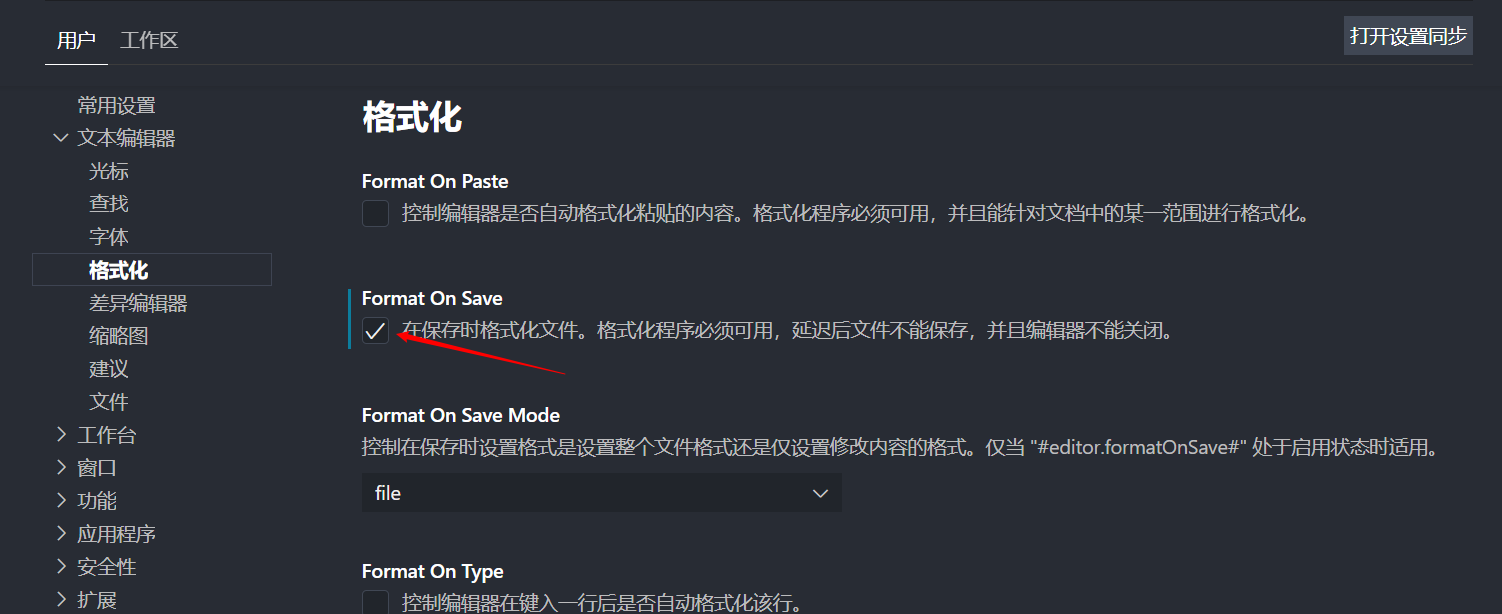 用户 工作区 打开设置同步
常用设置
文本编辑器
光标
查找
字体
格式化
差异编辑器
缩略图
建议
文件
工作台
窗口
功能
应用程序
安全性
扩展
格式化
Format On Paste
控制编辑器是否自动格式化粘贴的内容。格式化程序必须可用，并且能针对文档中的某一范围进行格式化。
Format On Save
在保存时格式化文件。格式化程序必须可用，延迟后文件不能保存，并且编辑器不能关闭。
Format On Save Mode
控制在保存时设置格式是设置整个文件格式还是仅设置修改内容的格式。仅当 "#editor.formatOnSave#" 处于启用状态时适用。
file
Format On Type
控制编辑器在键入一行后是否自动格式化该行。